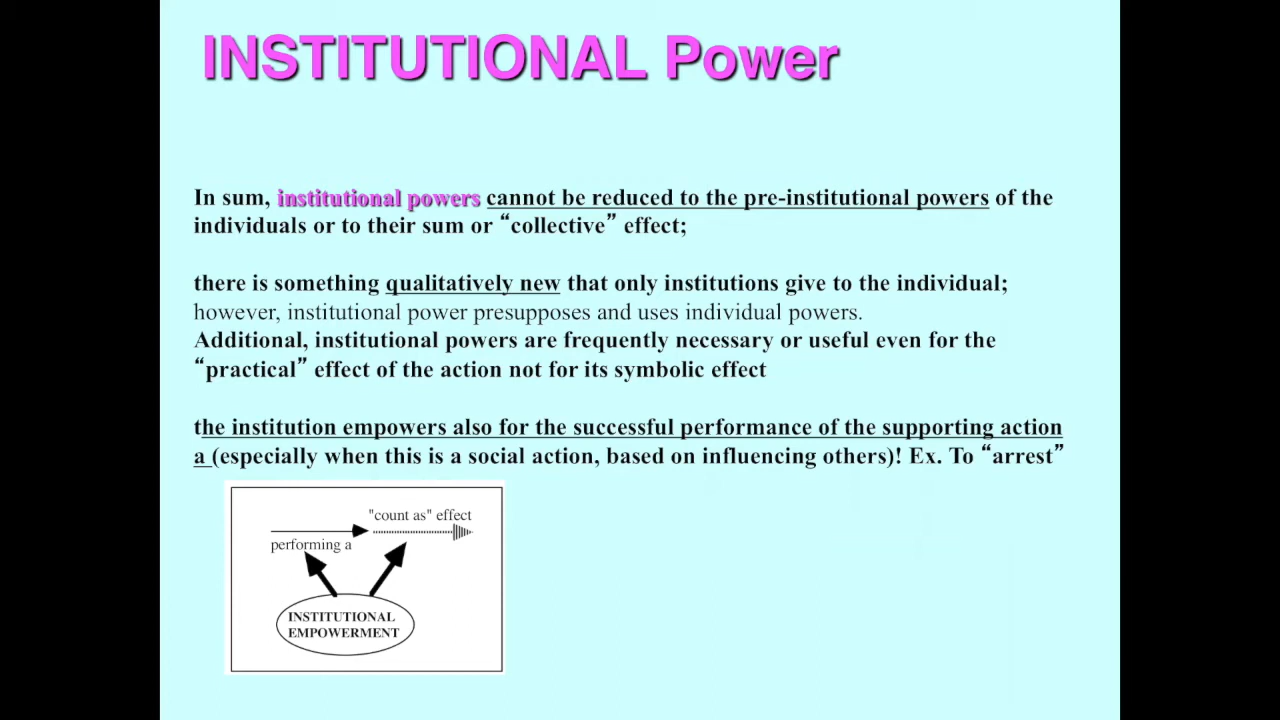 INSTITUTIONAL Power
In sum, institutional powers cannot be reduced to the pre-institutional powers of the
individuals or to their sum or “collective” effect;
there is something qualitatively new that only institutions give to the individual;
however, institutional power presupposes and uses individual powers.
Additional, institutional powers are frequently necessary or useful even for the
“practical” effect of the action not for its symbolic effect
the institution empowers also for the successful performance of the supporting action
a (especially when this is a social action, based on influencing others)! Ex. To “arrest”
"count as" effect
performing a
INSTITUTIONAL
EMPOWERMENT